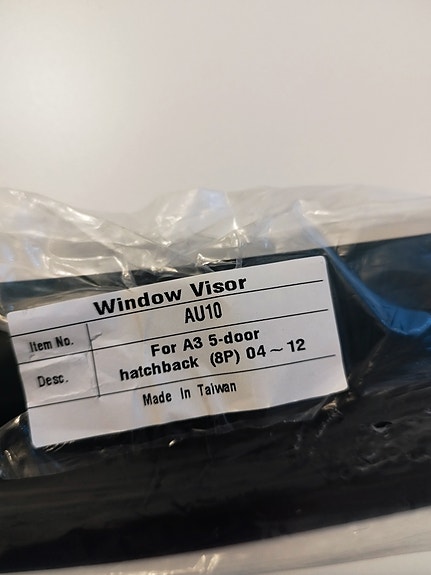 Window Visor
Item No. AU10
Desc. For A3 5-door
hatchback (8P) 04~12
Made In Taiwan